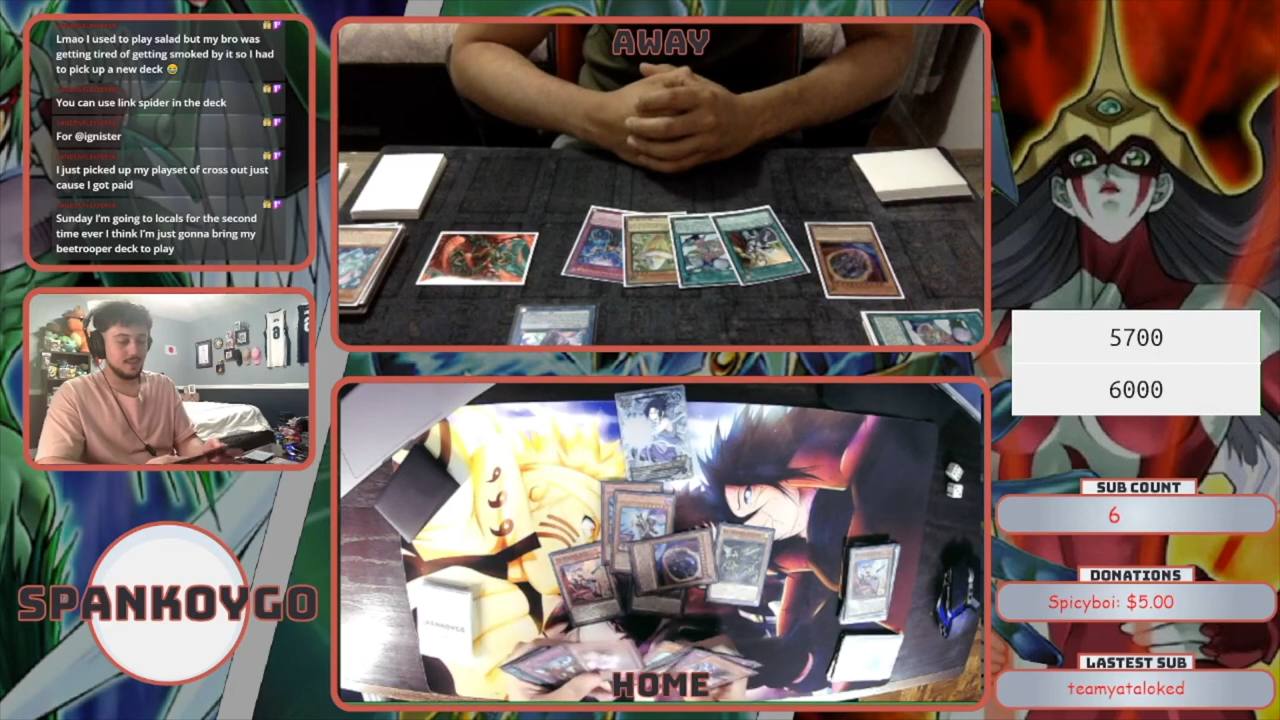 Lmao I used to play salad but my bro was
getting tired of getting smoked by it so I had
to pick up a new deck 😂
You can use link spider in the deck
For @ignister
I just picked up my playset of cross out just
cause I got paid
Sunday I'm going to locals for the second
time ever I think I'm just gonna bring my
beetrooper deck to play
AWAY
5700
6000
SUB COUNT
6
DONATIONS
Spicyboi: $5.00
LASTEST SUB
teamyataloked
SPANKOYGO
HOME